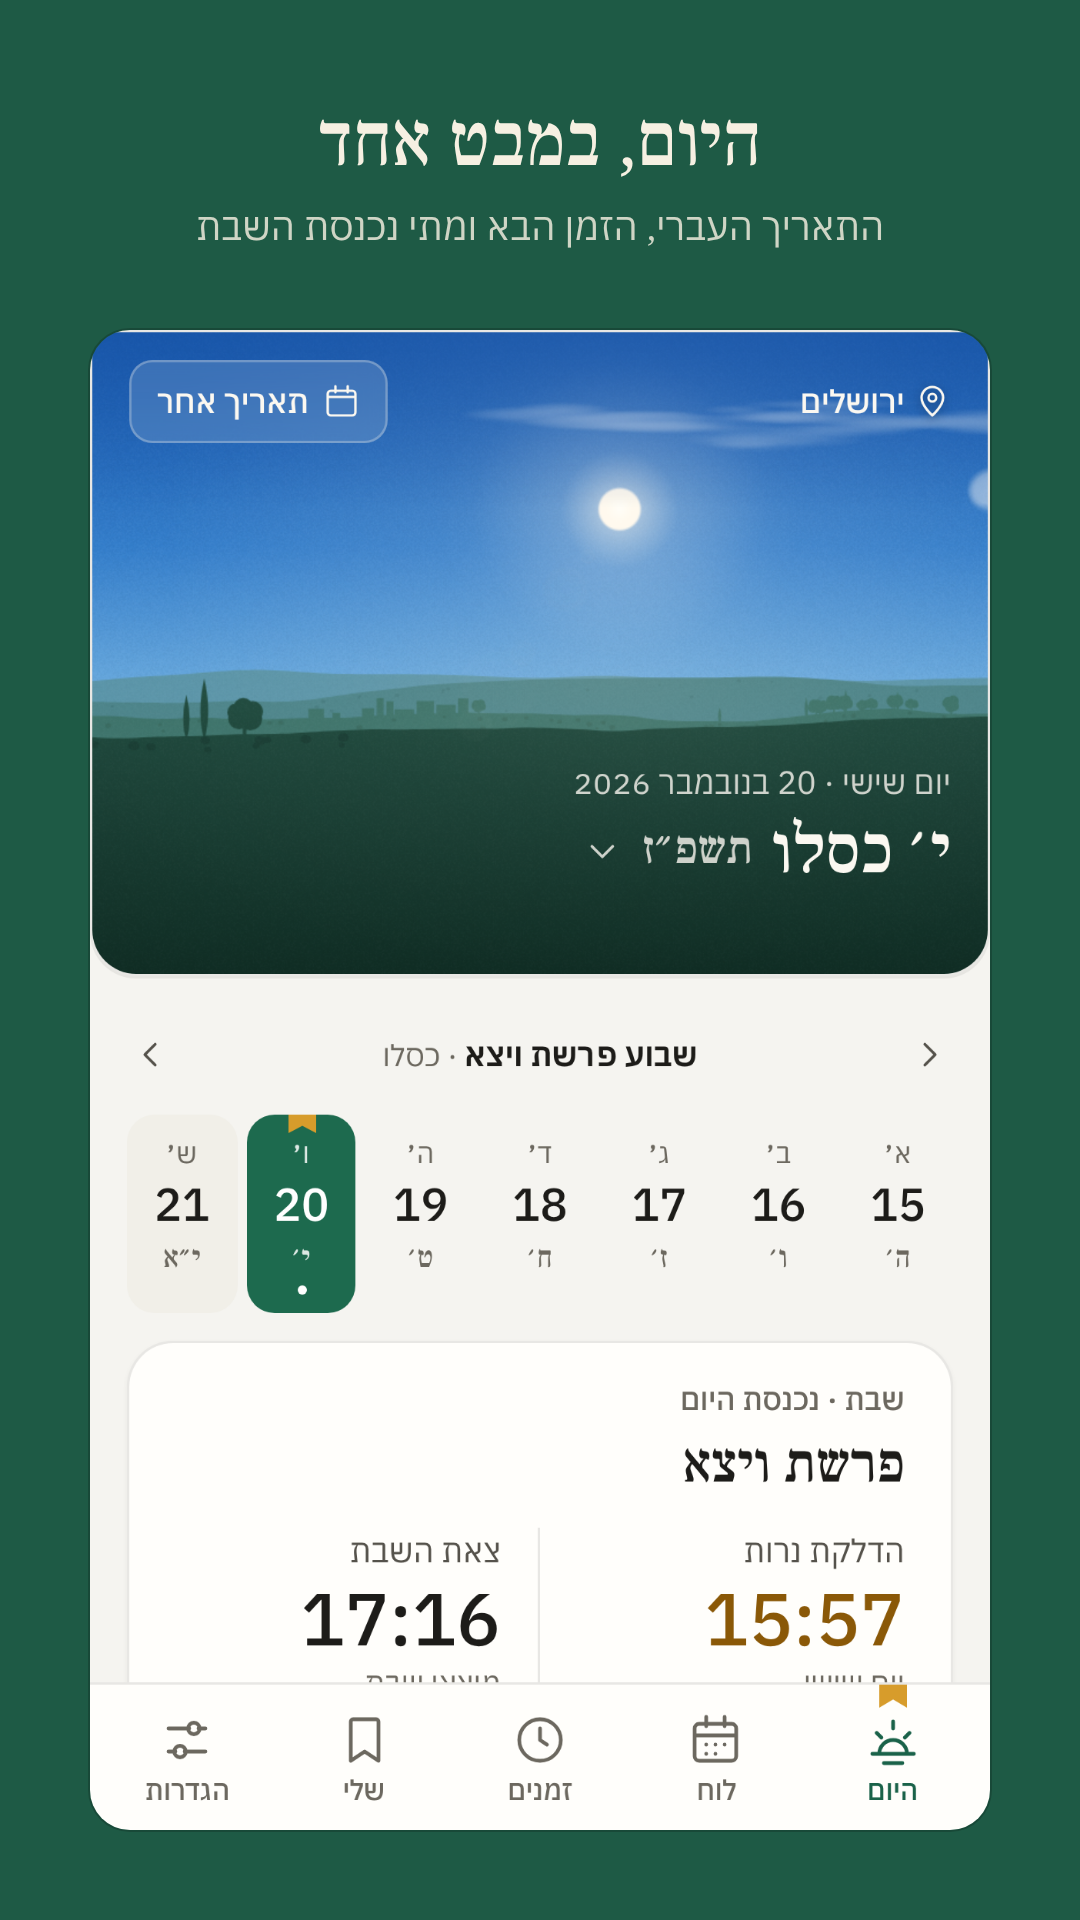 היום, במבט אחד
התאריך העברי, הזמן הבא ומתי נכנסת השבת
ירושלים
תאריך אחר
יום שישי · 20 בנובמבר 2026
י׳ כסלו תשפ״ז
שבוע פרשת ויצא · כסלו
א׳ ב׳ ג׳ ד׳ ה׳ ו׳ ש׳
15 16 17 18 19 20 21
ה׳ ו׳ ז׳ ח׳ ט׳ י׳ י״א
שבת · נכנסת היום
פרשת ויצא
הדלקת נרות צאת השבת
15:57 17:16
היום לוח זמנים שלי הגדרות